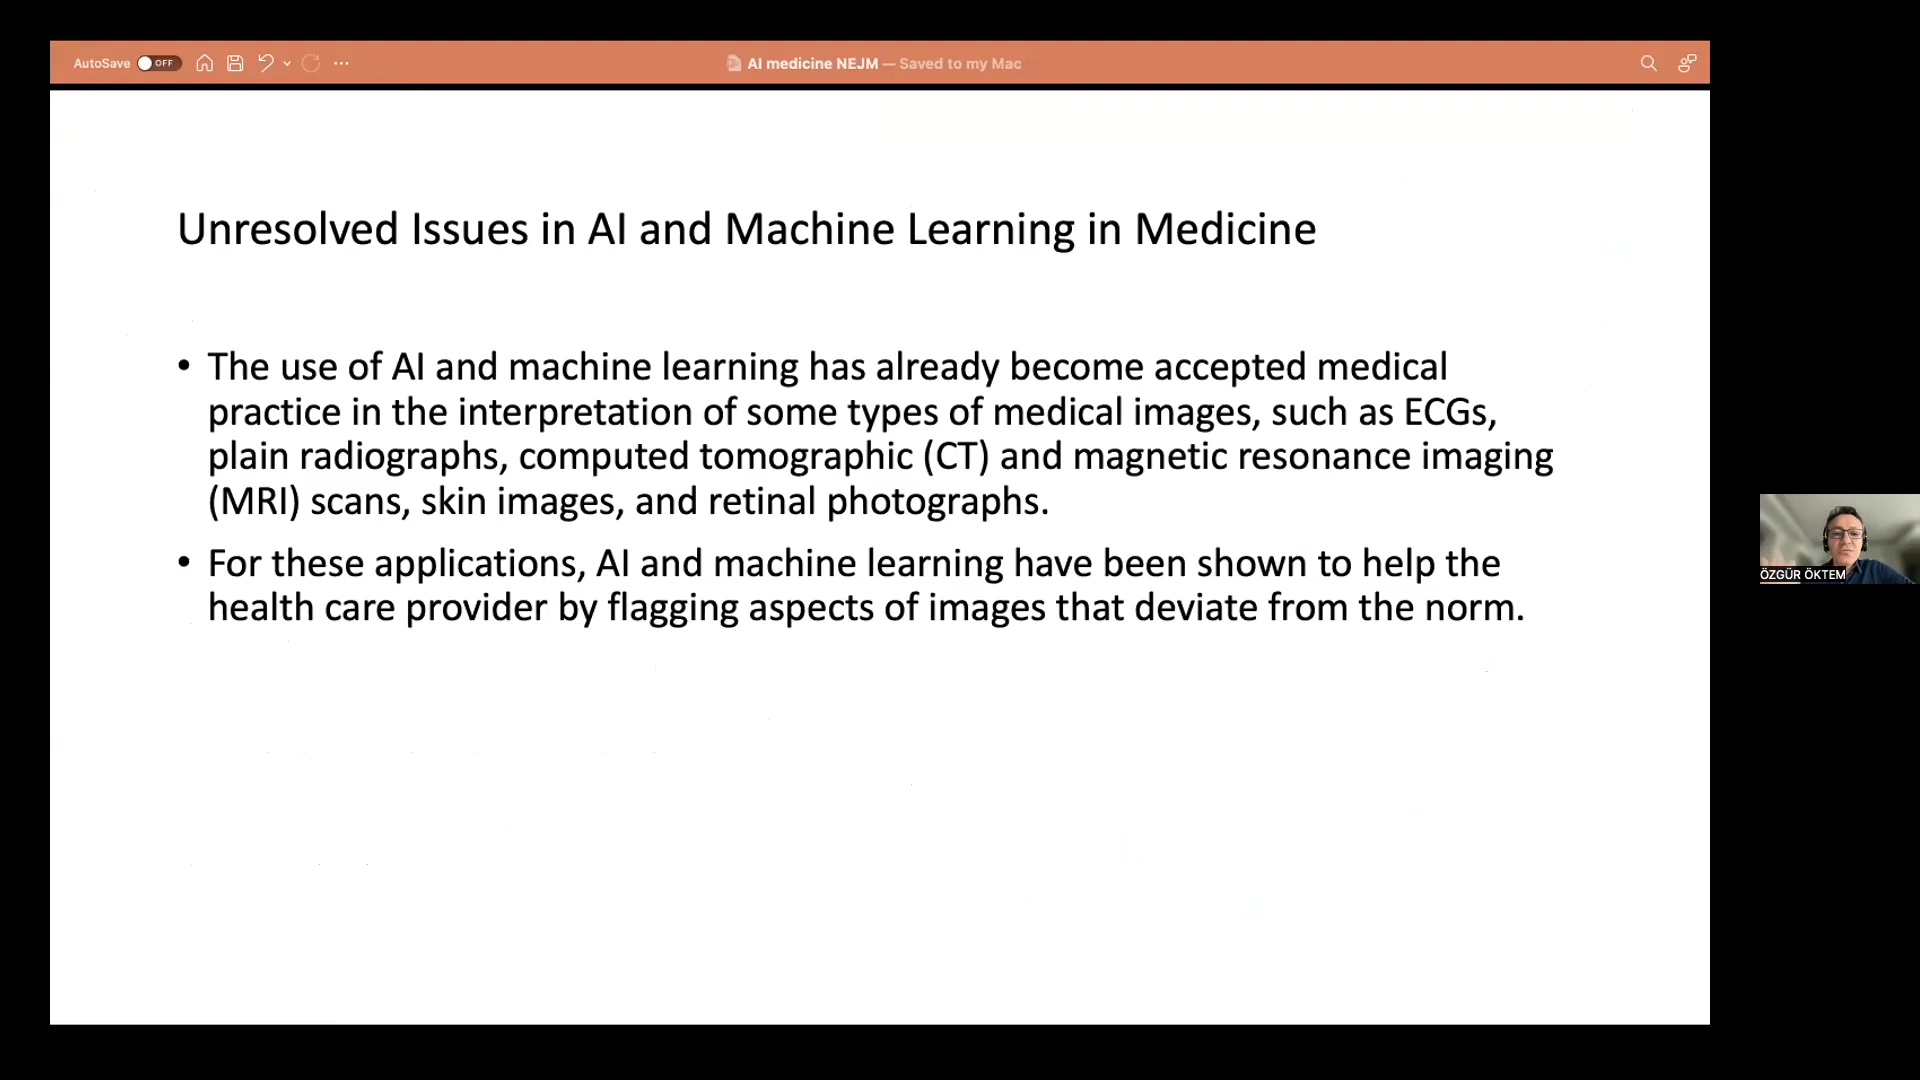 AutoSave OFF
AI medicine NEJM — Saved to my Mac
Unresolved Issues in AI and Machine Learning in Medicine
• The use of AI and machine learning has already become accepted medical
practice in the interpretation of some types of medical images, such as ECGs,
plain radiographs, computed tomographic (CT) and magnetic resonance imaging
(MRI) scans, skin images, and retinal photographs.
• For these applications, AI and machine learning have been shown to help the
health care provider by flagging aspects of images that deviate from the norm.
ÖZGÜR ÖKTEM